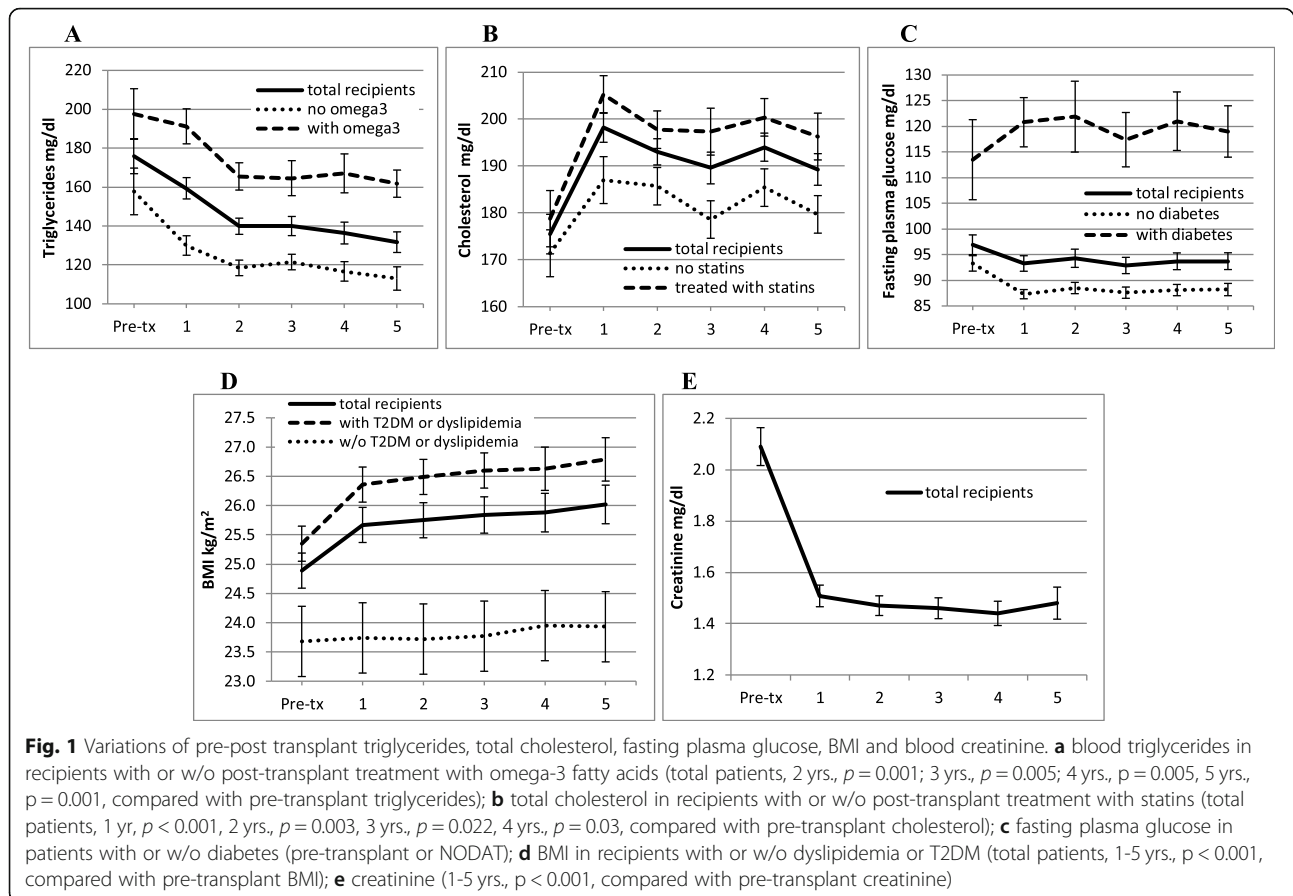 A
Triglycerides mg/dl
220
200
180
160
140
120
100
total recipients
no omega3
with omega3
Pre-tx 1 2 3 4 5
B
Cholesterol mg/dl
210
200
190
180
170
160
total recipients
no statins
treated with statins
Pre-tx 1 2 3 4 5
C
Fasting plasma glucose mg/dl
130
125
120
115
110
105
100
95
90
85
total recipients
no diabetes
with diabetes
Pre-tx 1 2 3 4 5
D
BMI kg/m²
27.5
27.0
26.5
26.0
25.5
25.0
24.5
24.0
23.5
23.0
total recipients
with T2DM or dyslipidemia
w/o T2DM or dyslipidemia
Pre-tx 1 2 3 4 5
E
Creatinine mg/dl
2.2
2.0
1.8
1.6
1.4
1.2
total recipients
Pre-tx 1 2 3 4 5
Fig. 1 Variations of pre-post transplant triglycerides, total cholesterol, fasting plasma glucose, BMI and blood creatinine. a blood triglycerides in
recipients with or w/o post-transplant treatment with omega-3 fatty acids (total patients, 2 yrs., p = 0.001; 3 yrs., p = 0.005; 4 yrs., p = 0.005, 5 yrs.,
p = 0.001, compared with pre-transplant triglycerides); b total cholesterol in recipients with or w/o post-transplant treatment with statins (total
patients, 1 yr, p < 0.001, 2 yrs., p = 0.003, 3 yrs., p = 0.022, 4 yrs., p = 0.03, compared with pre-transplant cholesterol); c fasting plasma glucose in
patients with or w/o diabetes (pre-transplant or NODAT); d BMI in recipients with or w/o dyslipidemia or T2DM (total patients, 1-5 yrs., p < 0.001,
compared with pre-transplant BMI); e creatinine (1-5 yrs., p < 0.001, compared with pre-transplant creatinine)